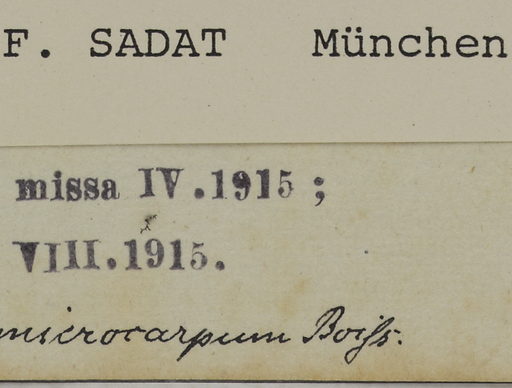 F. SADAT München
missa IV.1915 ;
VIII.1915.
microcarpum Boiss.